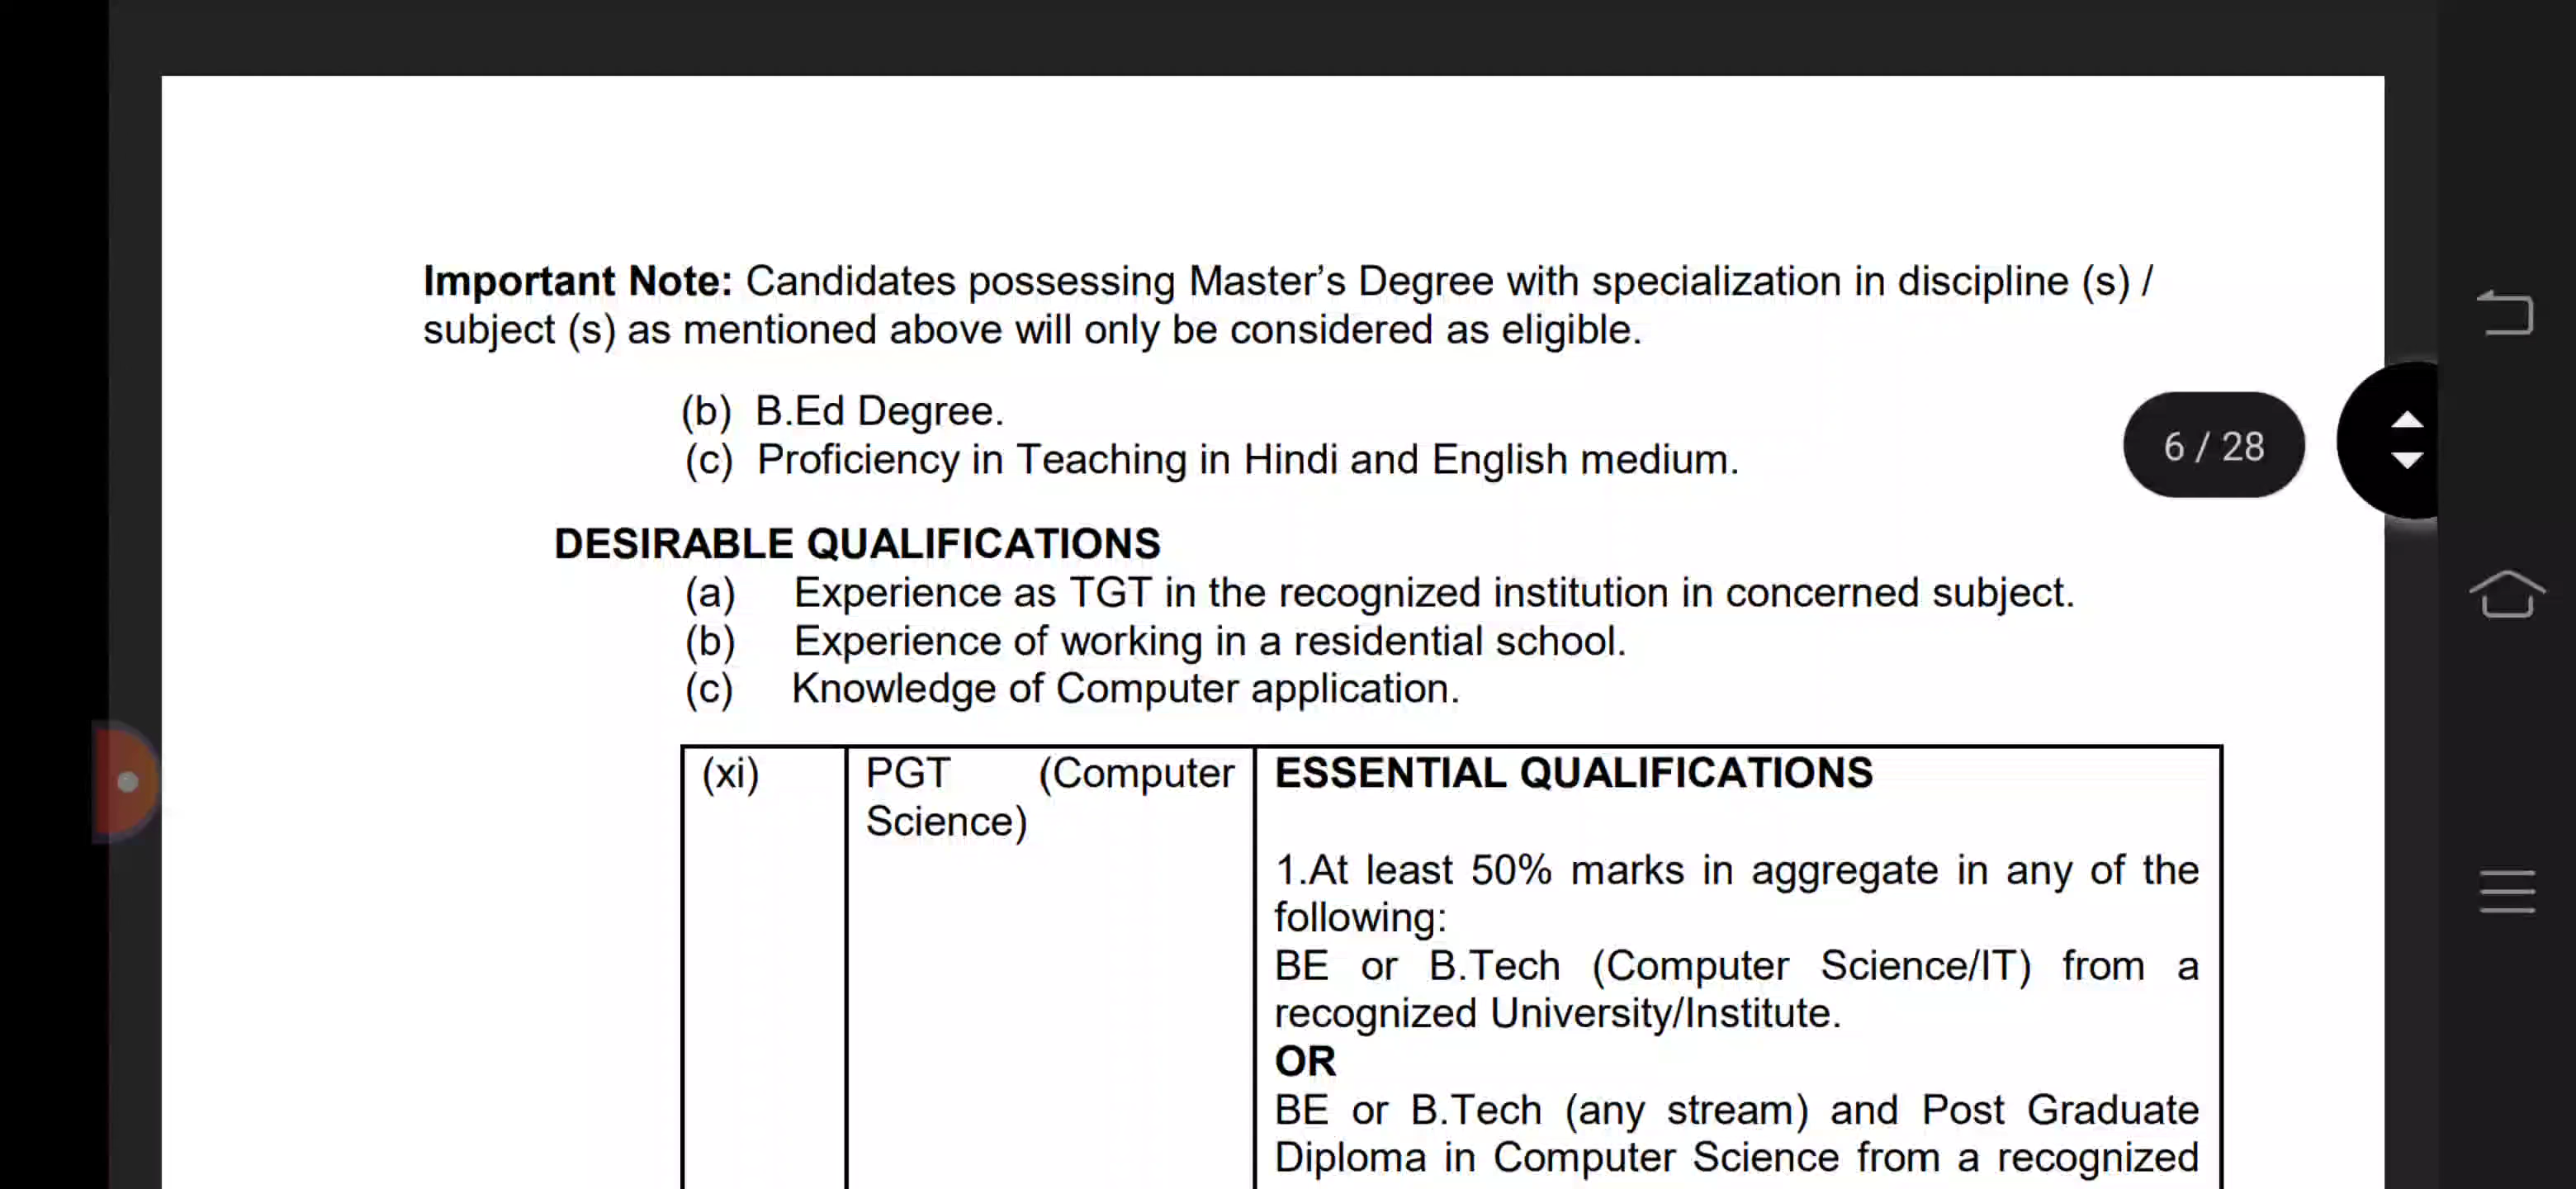 Important Note: Candidates possessing Master’s Degree with specialization in discipline (s) /
subject (s) as mentioned above will only be considered as eligible.
(b) B.Ed Degree.
(c) Proficiency in Teaching in Hindi and English medium.
6 / 28
DESIRABLE QUALIFICATIONS
(a) Experience as TGT in the recognized institution in concerned subject.
(b) Experience of working in a residential school.
(c) Knowledge of Computer application.
(xi) PGT (Computer Science)
ESSENTIAL QUALIFICATIONS
1.At least 50% marks in aggregate in any of the
following:
BE or B.Tech (Computer Science/IT) from a
recognized University/Institute.
OR
BE or B.Tech (any stream) and Post Graduate
Diploma in Computer Science from a recognized